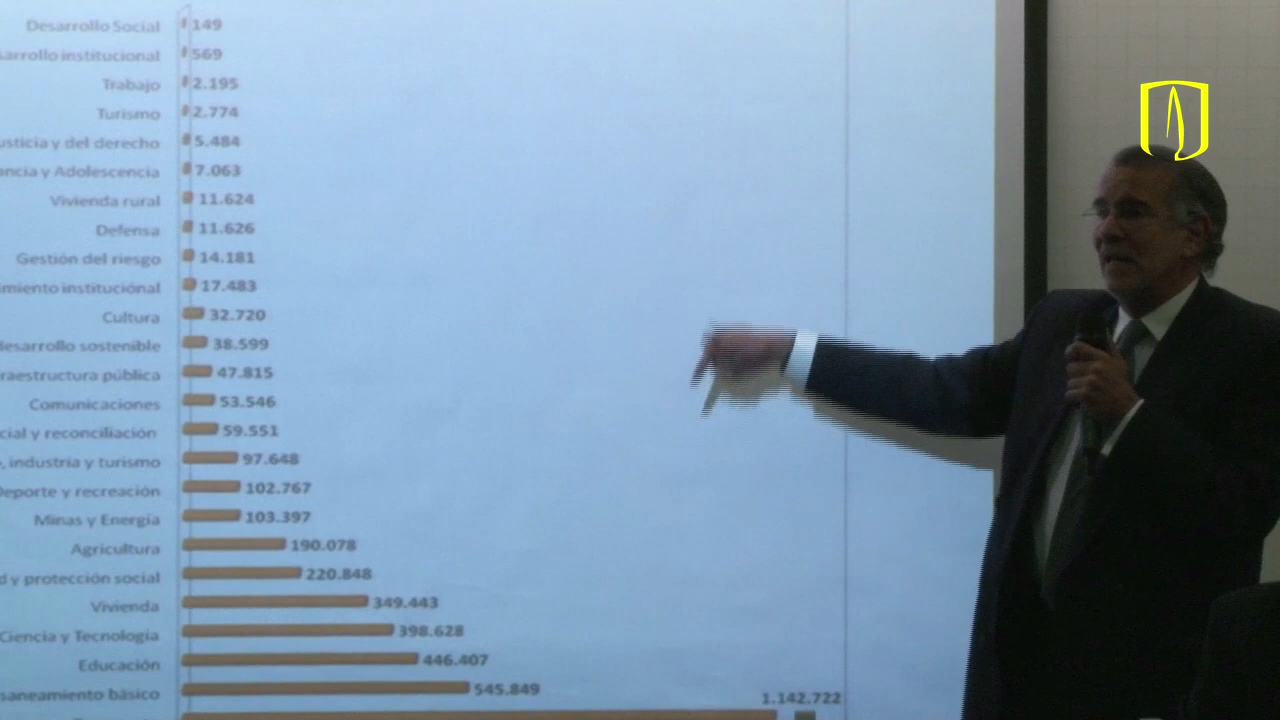 Desarrollo Social 149
sarrollo institucional 569
Trabajo 2.195
Turismo 2.774
usticia y del derecho 5.484
ancia y Adolescencia 7.063
Vivienda rural 11.624
Defensa 11.626
Gestión del riesgo 14.181
imiento institucional 17.483
Cultura 32.720
desarrollo sostenible 38.599
raestructura pública 47.815
Comunicaciones 53.546
cial y reconciliación 59.551
, industria y turismo 97.648
Deporte y recreación 102.767
Minas y Energía 103.397
Agricultura 190.078
d y protección social 220.848
Vivienda 349.443
Ciencia y Tecnología 398.628
Educación 446.407
saneamiento básico 545.849
1.142.722